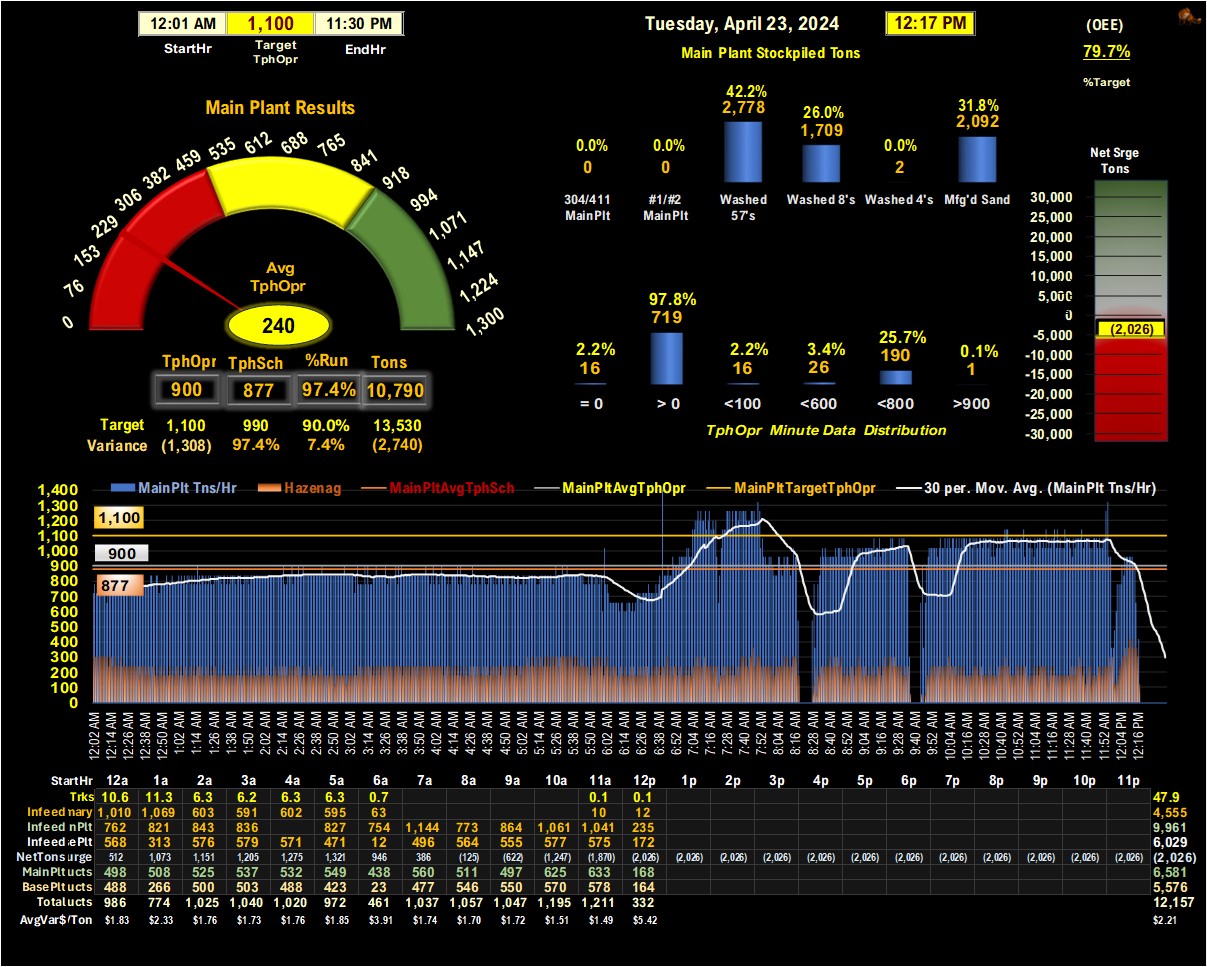 12:01 AM 1,100 11:30 PM
StartHr Target TphOpr EndHr
Tuesday, April 23, 2024 12:17 PM
Main Plant Stockpiled Tons
(OEE)
79.7%
%Target
Main Plant Results
0 76 153 229 306 382 459 535 612 688 765 841 918 994 1,071 1,147 1,224 1,300
Avg
TphOpr
240
TphOpr TphSch %Run Tons
900 877 97.4% 10,790
Target 1,100 990 90.0% 13,530
Variance (1,308) 97.4% 7.4% (2,740)
42.2% 26.0% 31.8%
2,778 1,709 2,092
0.0% 0.0% 0.0%
0 0 2
304/411 MainPlt #1/#2 MainPlt Washed 57's Washed 8's Washed 4's Mfg'd Sand
97.8%
719
2.2% 2.2% 3.4% 25.7% 0.1%
16 16 26 190 1
= 0 > 0 <100 <600 <800 >900
TphOpr Minute Data Distribution
Net Srge
Tons
30,000
25,000
20,000
15,000
10,000
5,000
0
-5,000
(2,026)
-10,000
-15,000
-20,000
-25,000
-30,000
MainPlt Tns/Hr Hazenag MainPltAvgTphSch MainPltAvgTphOpr MainPltTargetTphOpr 30 per. Mov. Avg. (MainPlt Tns/Hr)
1,400
1,300
1,200
1,100
1,000
900
800
700
600
500
400
300
200
100
0
1,100
900
877
12:02 AM 12:14 AM 12:26 AM 12:38 AM 12:50 AM 1:02 AM 1:14 AM 1:26 AM 1:38 AM 1:50 AM 2:02 AM 2:14 AM 2:26 AM 2:38 AM 2:50 AM 3:02 AM 3:14 AM 3:26 AM 3:38 AM 3:50 AM 4:02 AM 4:14 AM 4:26 AM 4:38 AM 4:50 AM 5:02 AM 5:14 AM 5:26 AM 5:38 AM 5:50 AM 6:02 AM 6:14 AM 6:26 AM 6:38 AM 6:52 AM 7:04 AM 7:16 AM 7:28 AM 7:40 AM 7:52 AM 8:04 AM 8:16 AM 8:28 AM 8:40 AM 8:52 AM 9:04 AM 9:16 AM 9:28 AM 9:40 AM 9:52 AM 10:04 AM 10:16 AM 10:28 AM 10:40 AM 10:52 AM 11:04 AM 11:16 AM 11:28 AM 11:40 AM 11:52 AM 12:04 PM 12:16 PM
StartHr 12a 1a 2a 3a 4a 5a 6a 7a 8a 9a 10a 11a 12p 1p 2p 3p 4p 5p 6p 7p 8p 9p 10p 11p
Trks 10.6 11.3 6.3 6.2 6.3 6.3 0.7 0.1 0.1 47.9
Infeed mary 1,010 1,069 603 591 602 595 63 10 12 4,555
Infeed nPlt 762 821 843 836 827 754 1,144 773 864 1,061 1,041 235 9,961
Infeed ePlt 568 313 576 579 571 471 12 496 564 555 577 575 172 6,029
NetTons urge 512 1,073 1,151 1,205 1,275 1,321 946 386 (125) (622) (1,247) (1,870) (2,026) (2,026) (2,026) (2,026) (2,026) (2,026) (2,026) (2,026) (2,026) (2,026) (2,026) (2,026) (2,026)
MainPlt ucts 498 508 525 537 532 549 438 560 511 497 625 633 168 6,581
BasePlt ucts 488 266 500 503 488 423 23 477 546 550 570 578 164 5,576
Total ucts 986 774 1,025 1,040 1,020 972 461 1,037 1,057 1,047 1,195 1,211 332 12,157
AvgVar$/Ton $1.83 $2.33 $1.76 $1.73 $1.76 $1.85 $3.91 $1.74 $1.70 $1.72 $1.51 $1.49 $5.42 $2.21